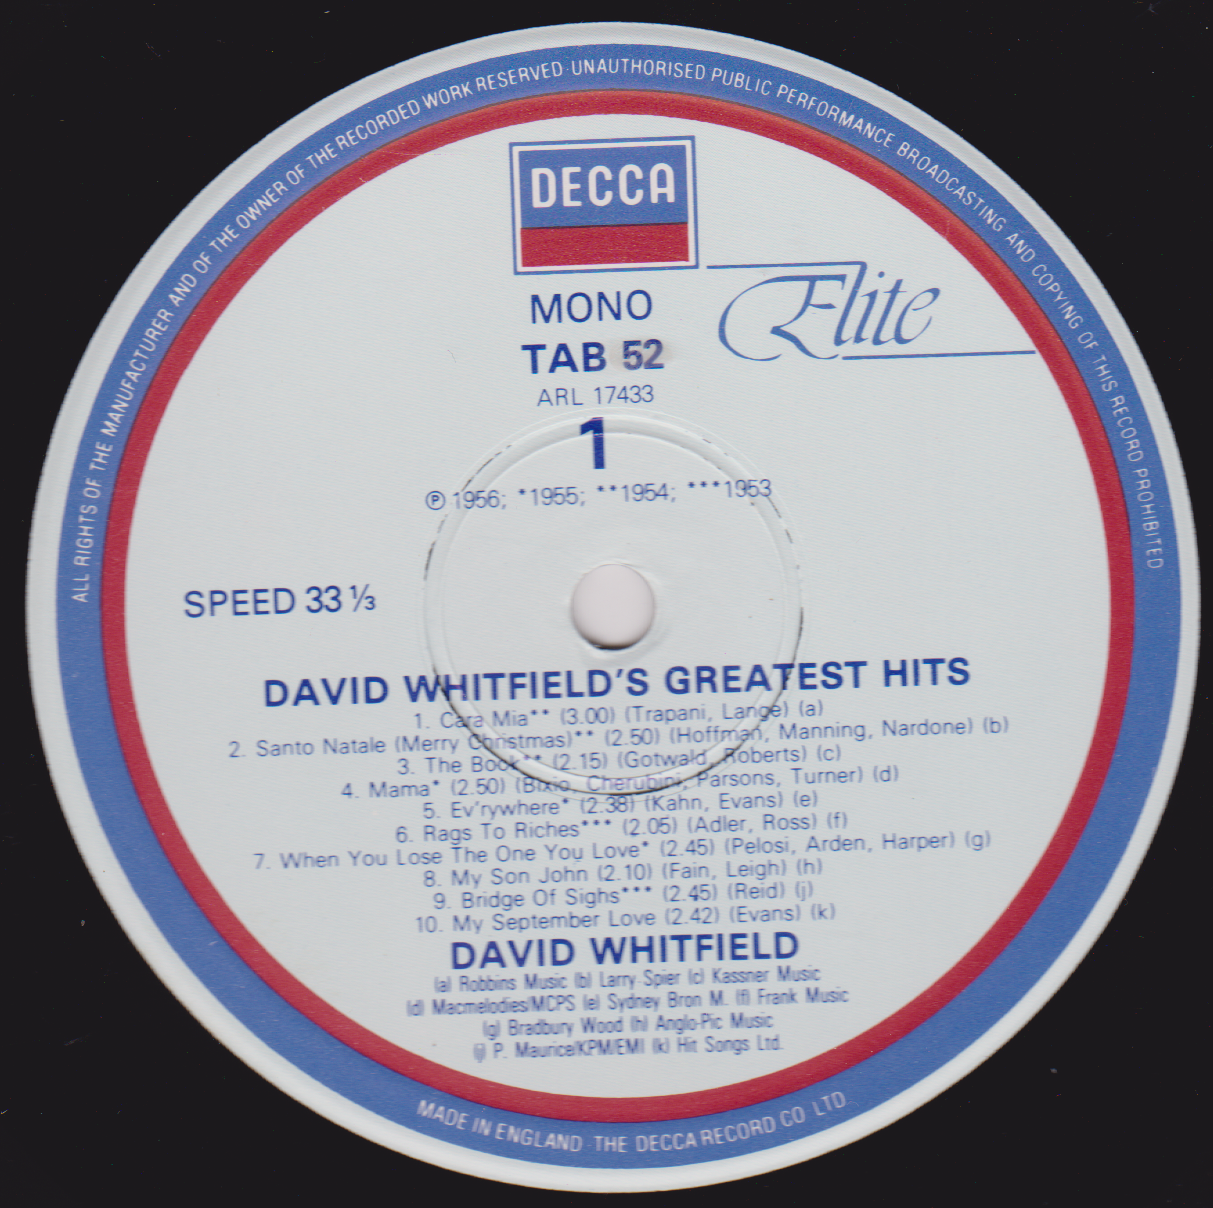 ALL RIGHTS OF THE MANUFACTURER AND OF THE OWNER OF THE RECORDED WORK RESERVED · UNAUTHORISED PUBLIC PERFORMANCE BROADCASTING AND COPYING OF THIS RECORD PROHIBITED
DECCA
Elite
MONO
TAB 52
ARL 17433
1
℗ 1956; *1955; **1954; ***1953
SPEED 33 ⅓
DAVID WHITFIELD'S GREATEST HITS
1. Cara Mia** (3.00) (Trapani, Lange) (a)
2. Santo Natale (Merry Christmas)** (2.50) (Hoffman, Manning, Nardone) (b)
3. The Book** (2.15) (Gotwald, Roberts) (c)
4. Mama* (2.50) (Bixio, Cherubini, Parsons, Turner) (d)
5. Ev'rywhere* (2.38) (Kahn, Evans) (e)
6. Rags To Riches*** (2.05) (Adler, Ross) (f)
7. When You Lose The One You Love* (2.45) (Pelosi, Arden, Harper) (g)
8. My Son John (2.10) (Fain, Leigh) (h)
9. Bridge Of Sighs*** (2.45) (Reid) (j)
10. My September Love (2.42) (Evans) (k)
DAVID WHITFIELD
(a) Robbins Music (b) Larry Spier (c) Kassner Music
(d) Macmelodies/MCPS (e) Sydney Bron M. (f) Frank Music
(g) Bradbury Wood (h) Anglo-Pic Music
(j) P. Maurice/KPM/EMI (k) Hit Songs Ltd.
MADE IN ENGLAND · THE DECCA RECORD CO LTD